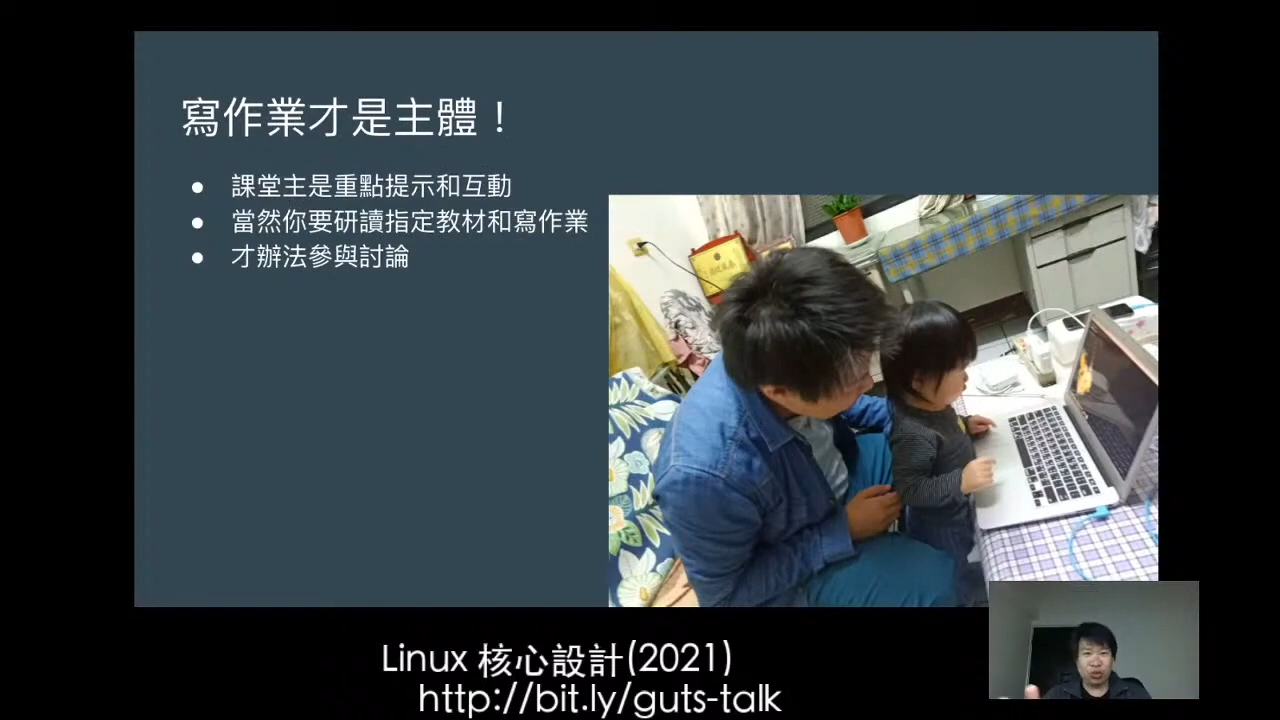 寫作業才是主體！
● 課堂主是重點提示和互動
● 當然你要研讀指定教材和寫作業
● 才辦法參與討論
Linux 核心設計(2021)
http://bit.ly/guts-talk